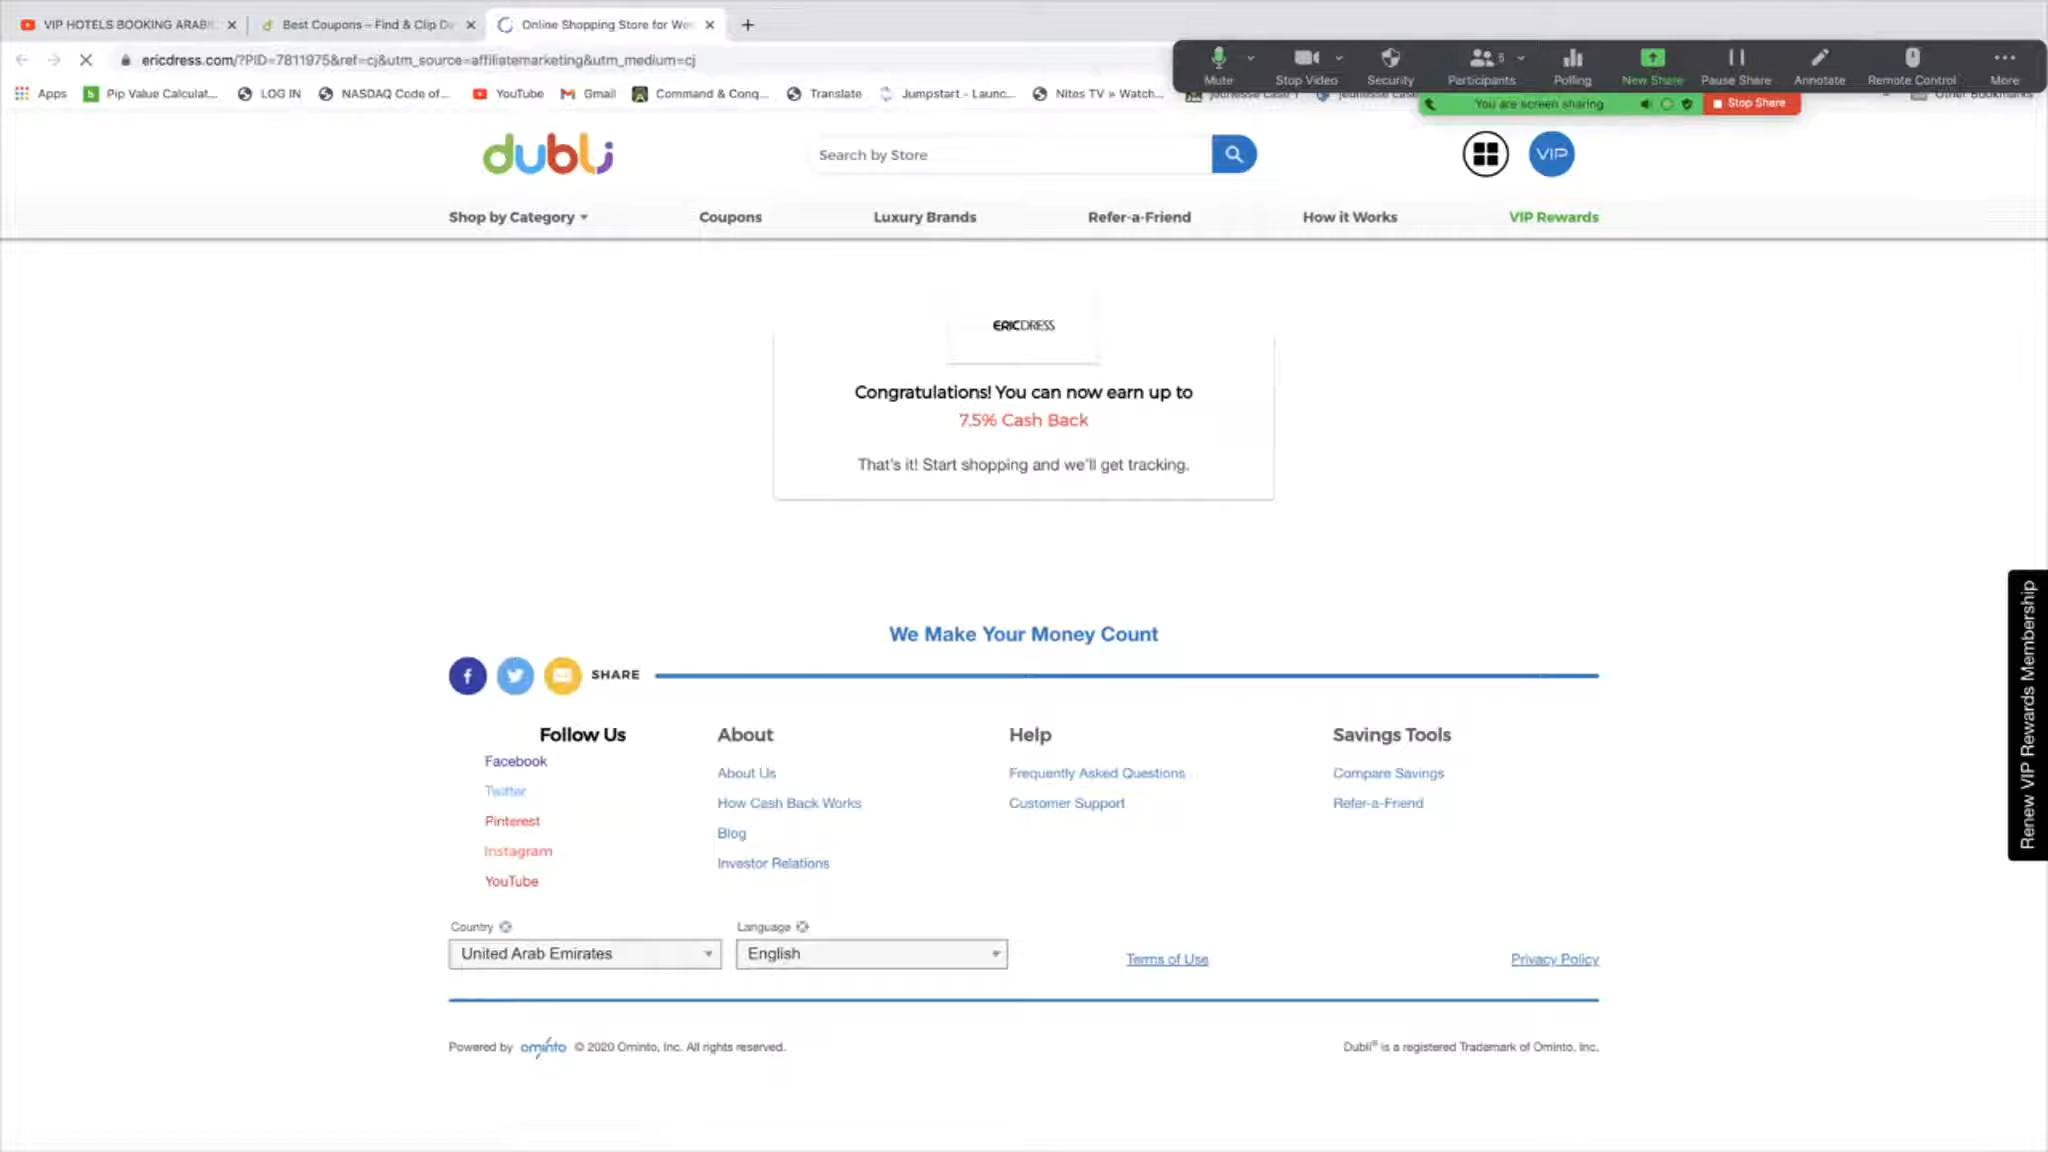 VIP HOTELS BOOKING ARABI
Best Coupons – Find & Clip De
Online Shopping Store for Wo
ericdress.com/?PID=7811975&ref=cj&utm_source=affiliatemarketing&utm_medium=cj
Mute
Stop Video
Security
6
Participants
Polling
New Share
Pause Share
Annotate
Remote Control
More
Apps
Pip Value Calculat...
LOG IN
NASDAQ Code of...
YouTube
Gmail
Command & Conq...
Translate
Jumpstart - Launc...
Nites TV » Watch...
You are screen sharing
Stop Share
dubli
Search by Store
VIP
Shop by Category
Coupons
Luxury Brands
Refer-a-Friend
How it Works
VIP Rewards
ERICDRESS
Congratulations! You can now earn up to
7.5% Cash Back
That's it! Start shopping and we'll get tracking.
Renew VIP Rewards Membership
We Make Your Money Count
SHARE
Follow Us
Facebook
Twitter
Pinterest
Instagram
YouTube
About
About Us
How Cash Back Works
Blog
Investor Relations
Help
Frequently Asked Questions
Customer Support
Savings Tools
Compare Savings
Refer-a-Friend
Country
United Arab Emirates
Language
English
Terms of Use
Privacy Policy
Powered by ominto © 2020 Ominto, Inc. All rights reserved.
Dubli® is a registered Trademark of Ominto, Inc.